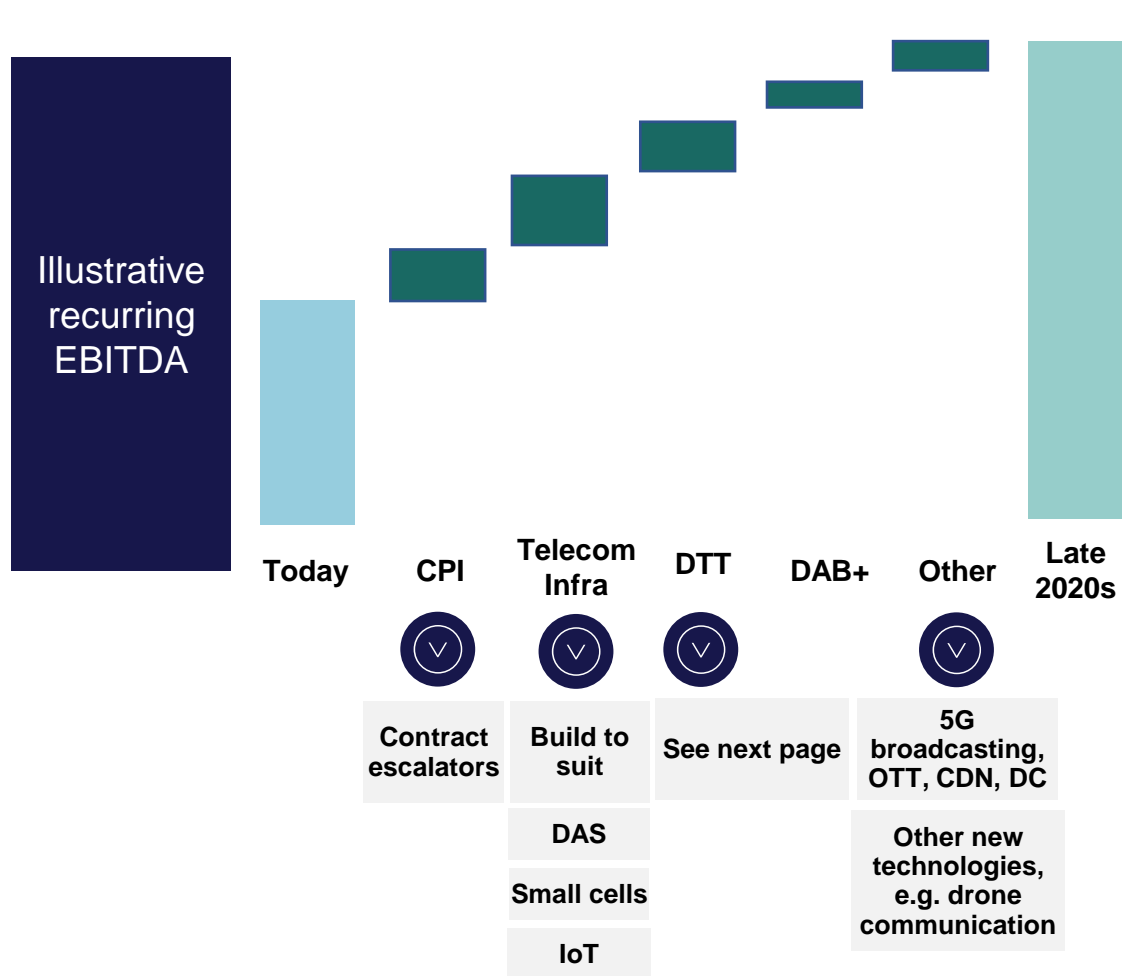 Illustrative
recurring
EBITDA
Today
CPI
Telecom
Infra
DTT
DAB+
Other
Late
2020s
Contract
escalators
Build to
suit
See next page
5G
broadcasting,
OTT, CDN, DC
DAS
Small cells
IoT
Other new
technologies,
e.g. drone
communication